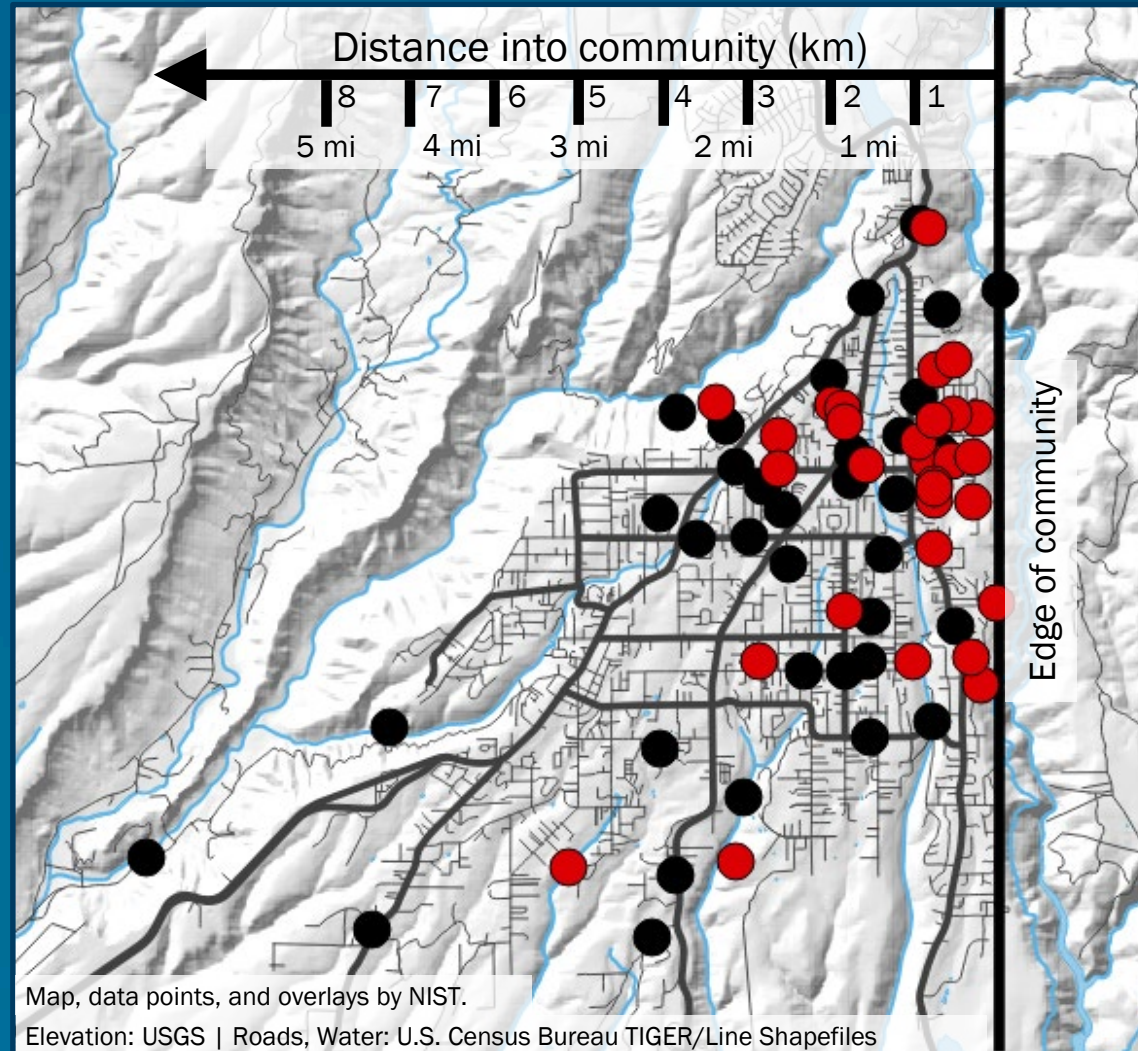 Distance into community (km)
8 7 6 5 4 3 2 1
5 mi 4 mi 3 mi 2 mi 1 mi
Edge of community
Map, data points, and overlays by NIST.
Elevation: USGS | Roads, Water: U.S. Census Bureau TIGER/Line Shapefiles